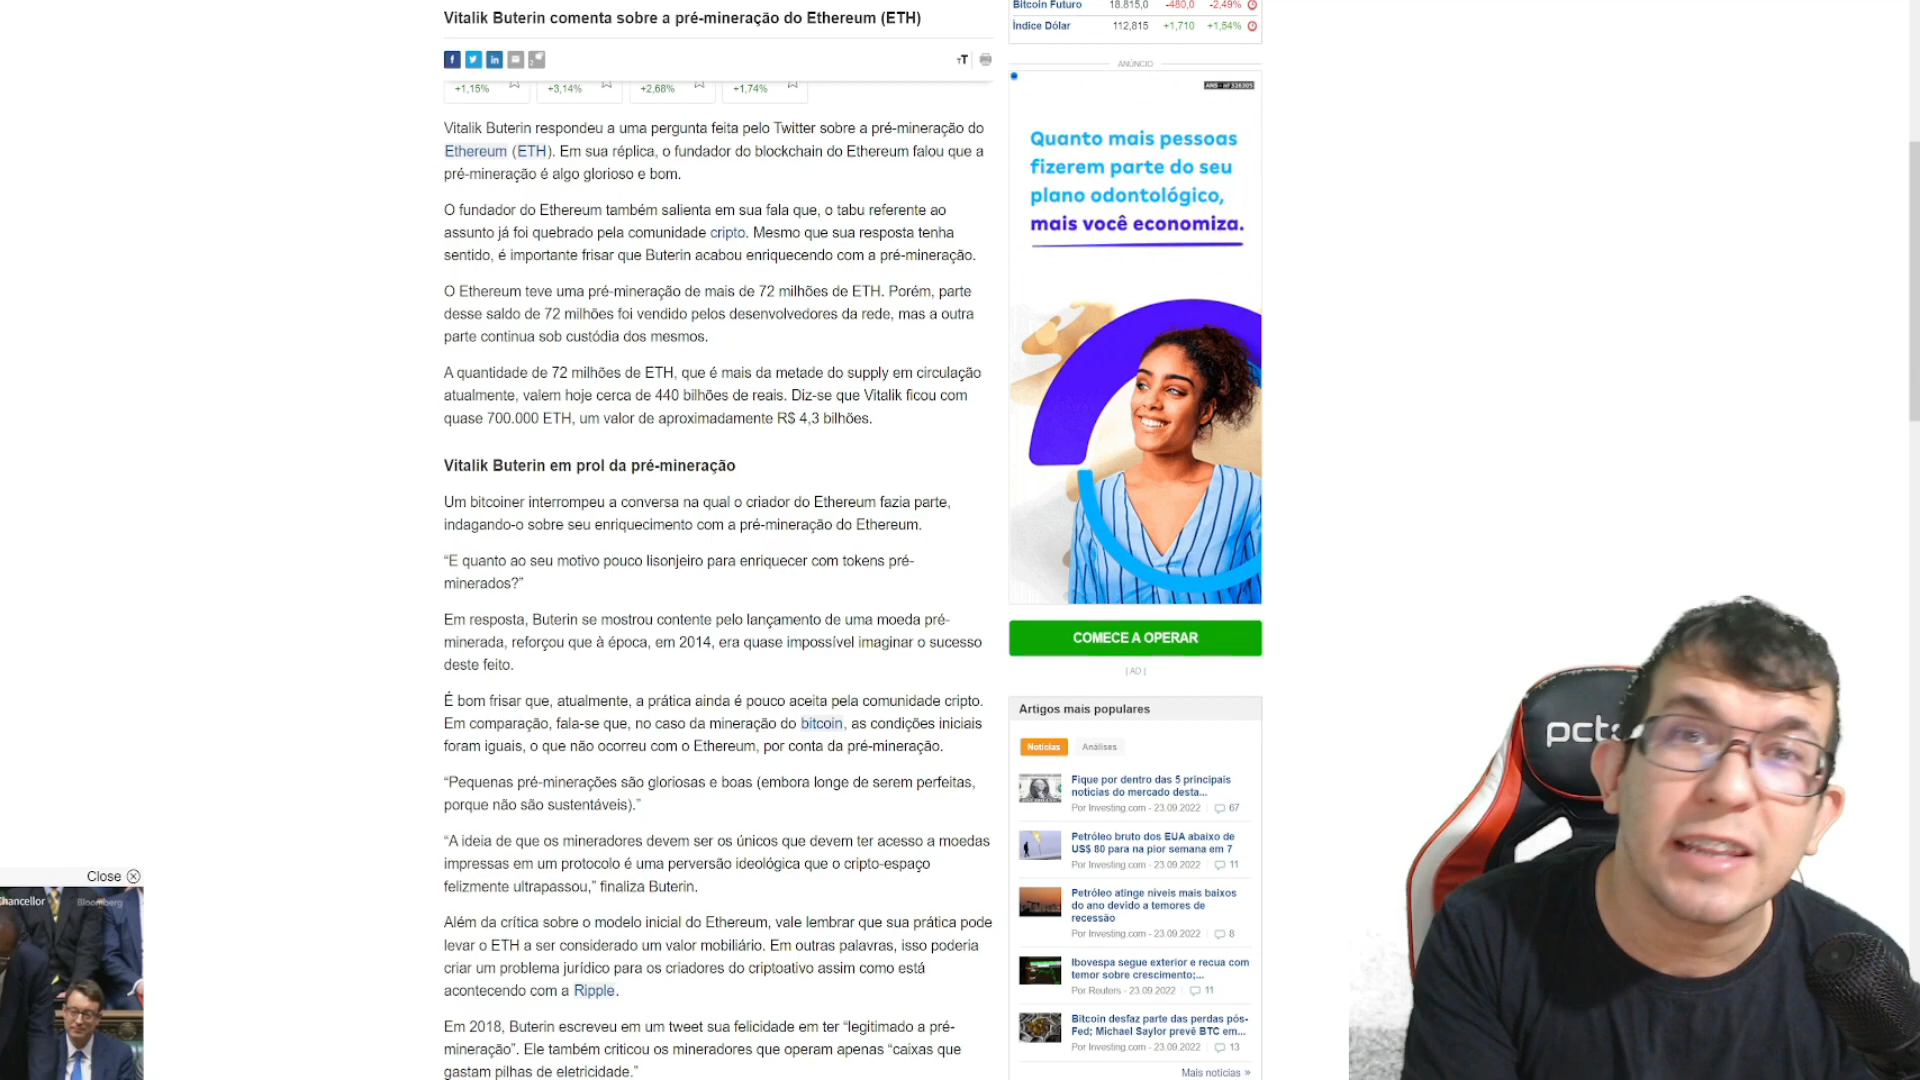 Vitalik Buterin comenta sobre a pré-mineração do Ethereum (ETH)
+1,15%
+3,14%
+2,68%
+1,74%
Vitalik Buterin respondeu a uma pergunta feita pelo Twitter sobre a pré-mineração do
Ethereum (ETH). Em sua réplica, o fundador do blockchain do Ethereum falou que a
pré-mineração é algo glorioso e bom.
O fundador do Ethereum também salienta em sua fala que, o tabu referente ao
assunto já foi quebrado pela comunidade cripto. Mesmo que sua resposta tenha
sentido, é importante frisar que Buterin acabou enriquecendo com a pré-mineração.
O Ethereum teve uma pré-mineração de mais de 72 milhões de ETH. Porém, parte
desse saldo de 72 milhões foi vendido pelos desenvolvedores da rede, mas a outra
parte continua sob custódia dos mesmos.
A quantidade de 72 milhões de ETH, que é mais da metade do supply em circulação
atualmente, valem hoje cerca de 440 bilhões de reais. Diz-se que Vitalik ficou com
quase 700.000 ETH, um valor de aproximadamente R$ 4,3 bilhões.
Vitalik Buterin em prol da pré-mineração
Um bitcoiner interrompeu a conversa na qual o criador do Ethereum fazia parte,
indagando-o sobre seu enriquecimento com a pré-mineração do Ethereum.
“E quanto ao seu motivo pouco lisonjeiro para enriquecer com tokens pré-
minerados?”
Em resposta, Buterin se mostrou contente pelo lançamento de uma moeda pré-
minerada, reforçou que à época, em 2014, era quase impossível imaginar o sucesso
deste feito.
É bom frisar que, atualmente, a prática ainda é pouco aceita pela comunidade cripto.
Em comparação, fala-se que, no caso da mineração do bitcoin, as condições iniciais
foram iguais, o que não ocorreu com o Ethereum, por conta da pré-mineração.
“Pequenas pré-minerações são gloriosas e boas (embora longe de serem perfeitas,
porque não são sustentáveis).”
“A ideia de que os mineradores devem ser os únicos que devem ter acesso a moedas
impressas em um protocolo é uma perversão ideológica que o cripto-espaço
felizmente ultrapassou,” finaliza Buterin.
Além da crítica sobre o modelo inicial do Ethereum, vale lembrar que sua prática pode
levar o ETH a ser considerado um valor mobiliário. Em outras palavras, isso poderia
criar um problema jurídico para os criadores do criptoativo assim como está
acontecendo com a Ripple.
Em 2018, Buterin escreveu em um tweet sua felicidade em ter “legitimado a pré-
mineração”. Ele também criticou os mineradores que operam apenas “caixas que
gastam pilhas de eletricidade.”
Bitcoin Futuro 18.815,0 -480,0 -2,49%
Índice Dólar 112,815 +1,710 +1,54%
ANÚNCIO
ANS - nº 326305
Quanto mais pessoas
fizerem parte do seu
plano odontológico,
mais você economiza.
COMECE A OPERAR
| AD |
Artigos mais populares
Notícias Análises
Fique por dentro das 5 principais
notícias do mercado desta...
Por Investing.com - 23.09.2022 67
Petróleo bruto dos EUA abaixo de
US$ 80 para na pior semana em 7
Por Investing.com - 23.09.2022 11
Petróleo atinge níveis mais baixos
do ano devido a temores de
recessão
Por Investing.com - 23.09.2022 8
Ibovespa segue exterior e recua com
temor sobre crescimento;...
Por Reuters - 23.09.2022 11
Bitcoin desfaz parte das perdas pós-
Fed; Michael Saylor prevê BTC em...
Por Investing.com - 23.09.2022 13
Mais notícias »
Close
Chancellor Bloomberg